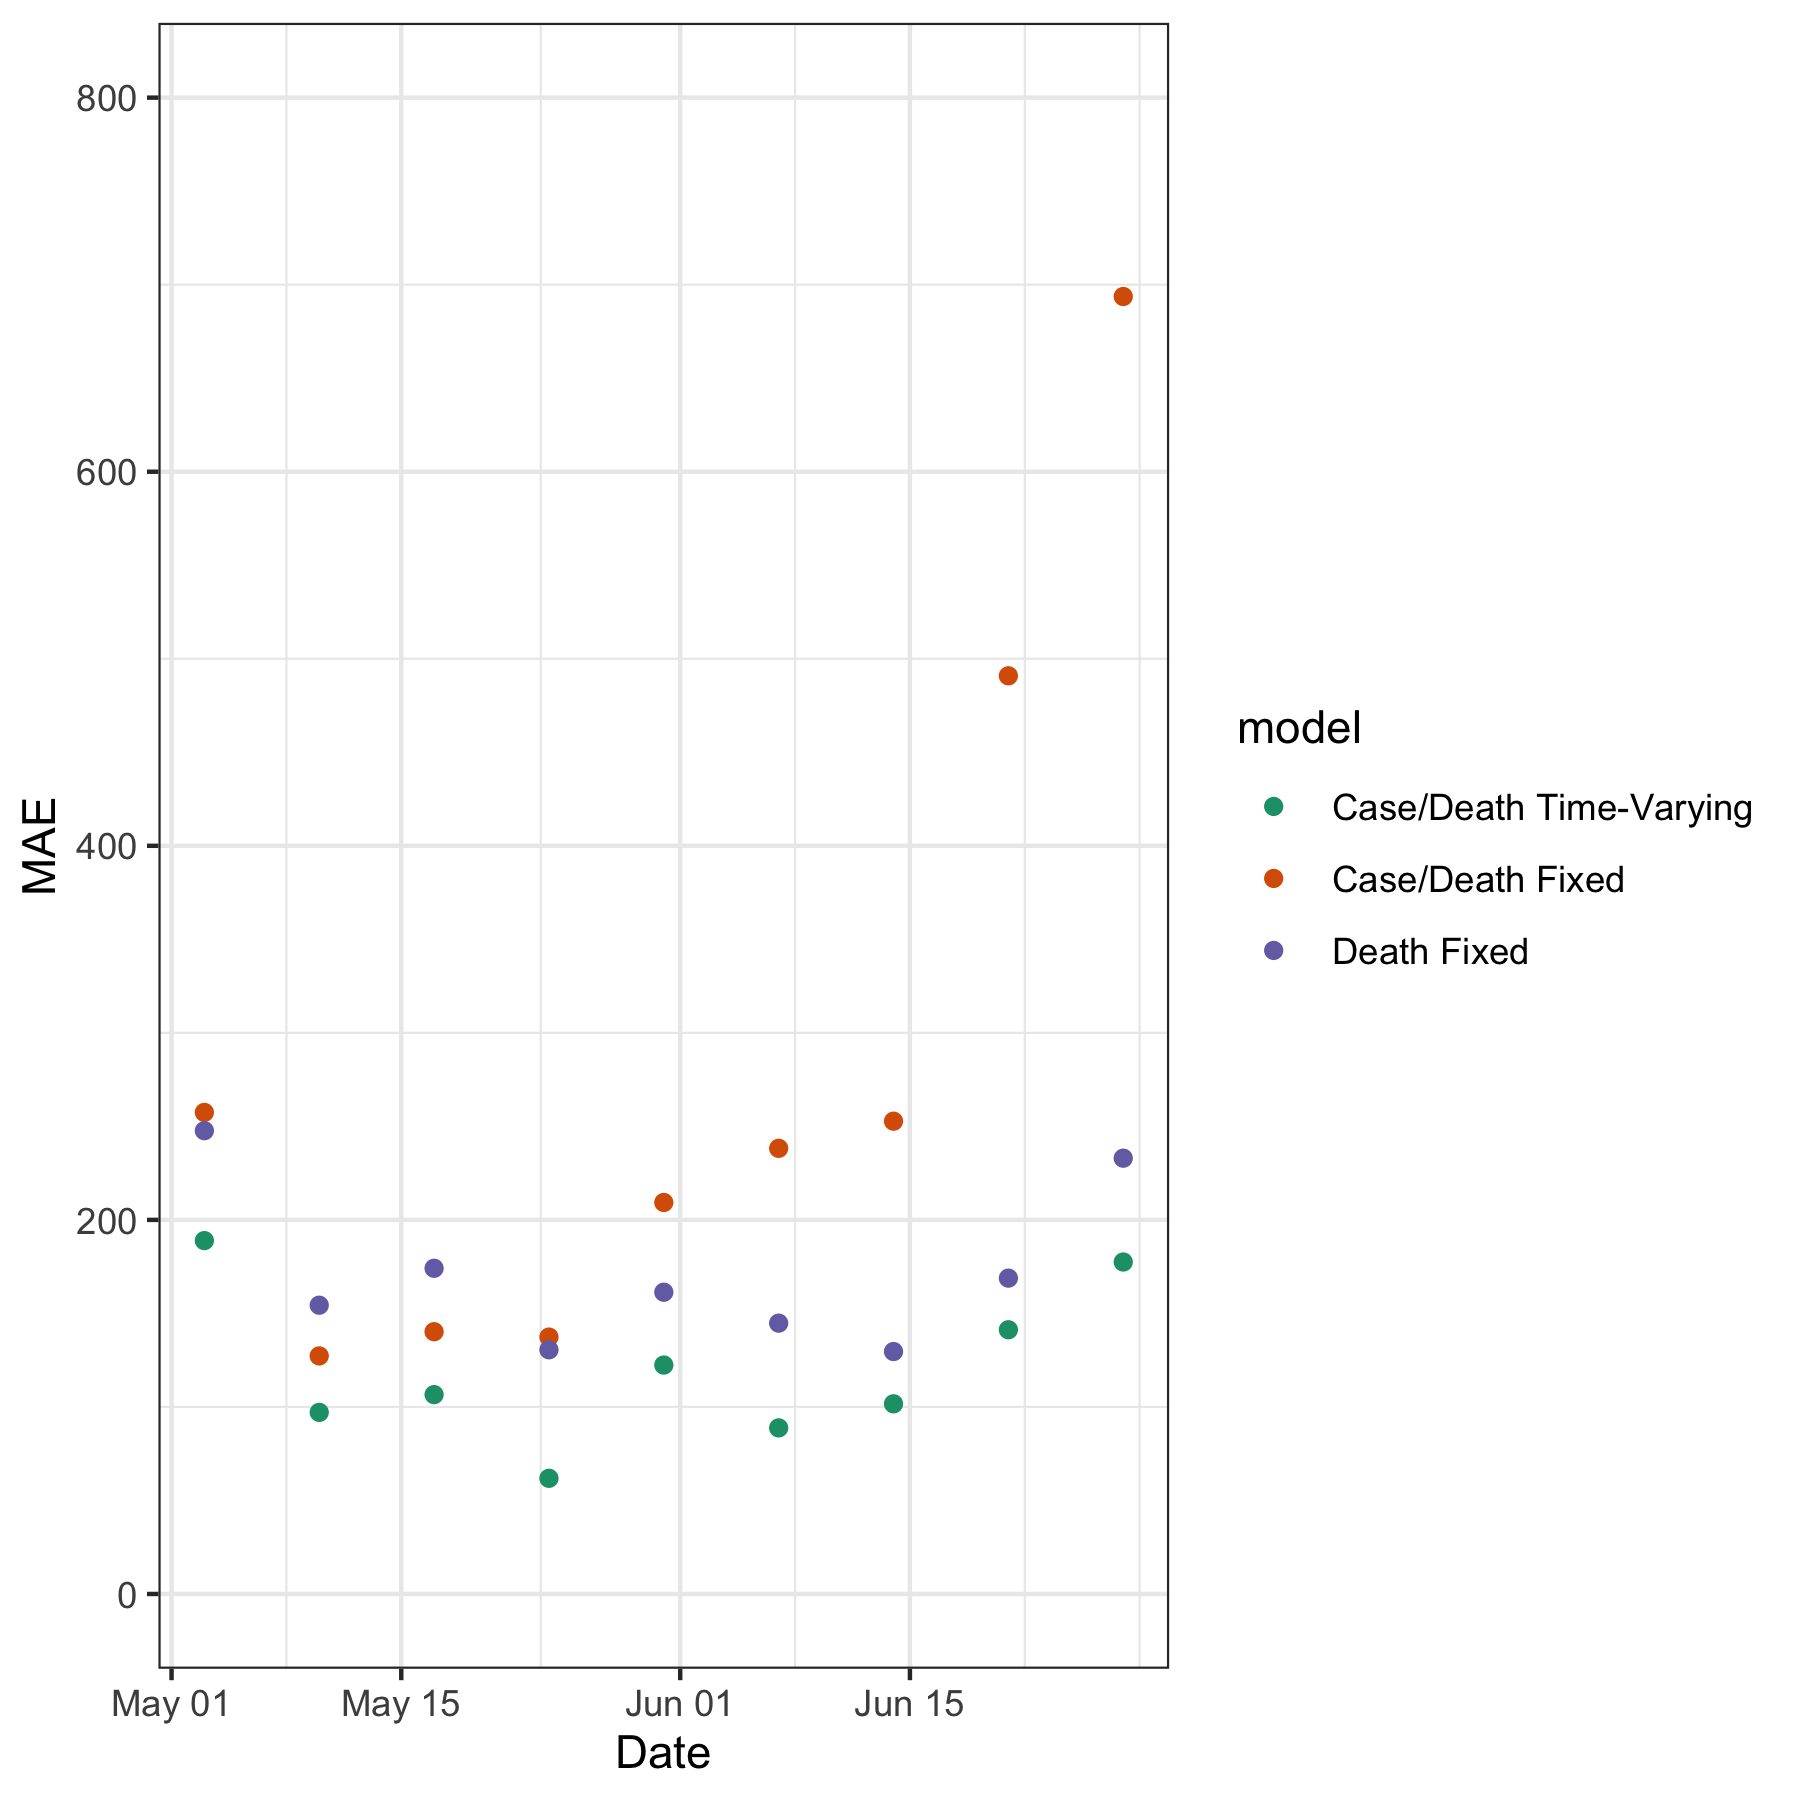 800
600
400
200
0
MAE
May 01
May 15
Jun 01
Jun 15
Date
model
Case/Death Time-Varying
Case/Death Fixed
Death Fixed